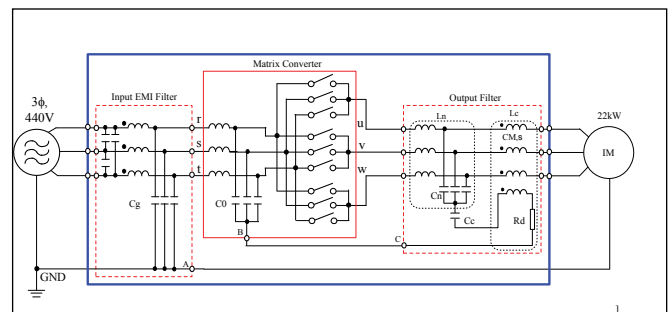 Matrix Converter
3ϕ,
440V
Input EMI Filter
Output Filter
Ln
Lc
22kW
r
u
CM,s
s
v
IM
t
w
Cg
C0
Cn
Cc
Rd
B
C
A
GND
1